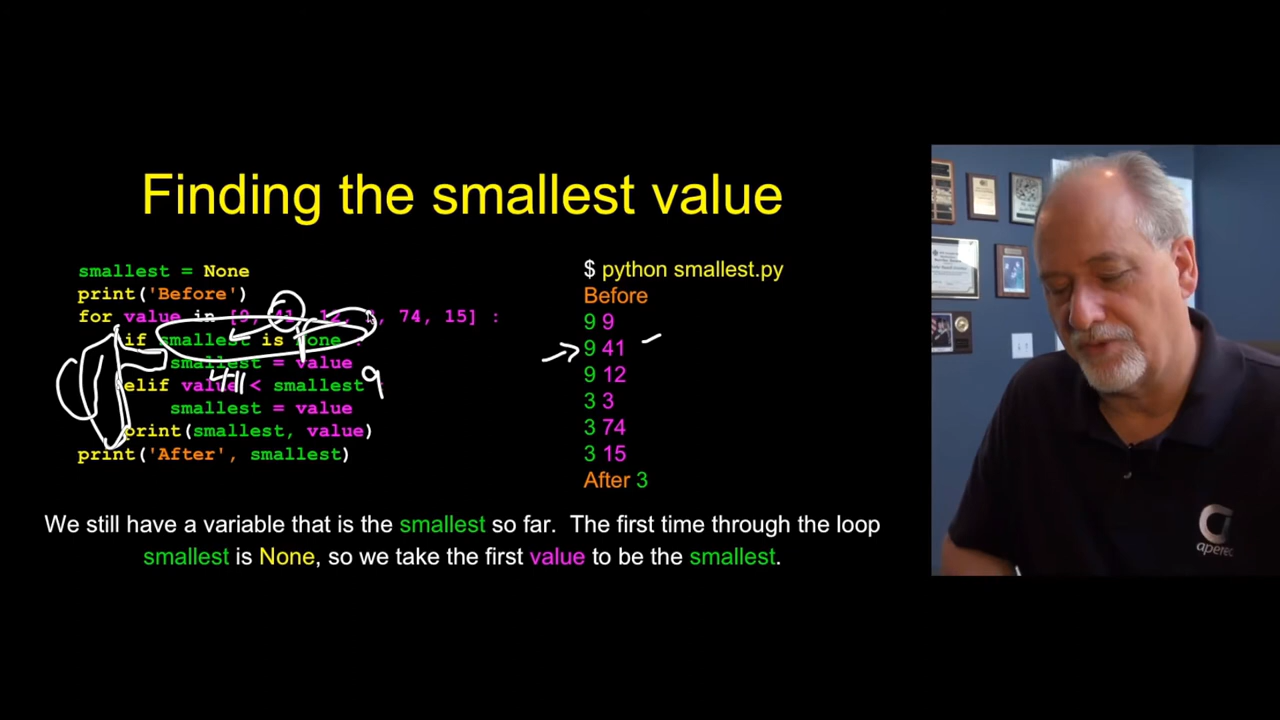 Finding the smallest value
smallest = None
print('Before')
for value in [9, 41, 12, 3, 74, 15] :
if smallest is None :
smallest = value
elif value < smallest :
smallest = value
print(smallest, value)
print('After', smallest)
41 9
$ python smallest.py
Before
9 9
9 41
9 12
3 3
3 74
3 15
After 3
We still have a variable that is the smallest so far. The first time through the loop
smallest is None, so we take the first value to be the smallest.